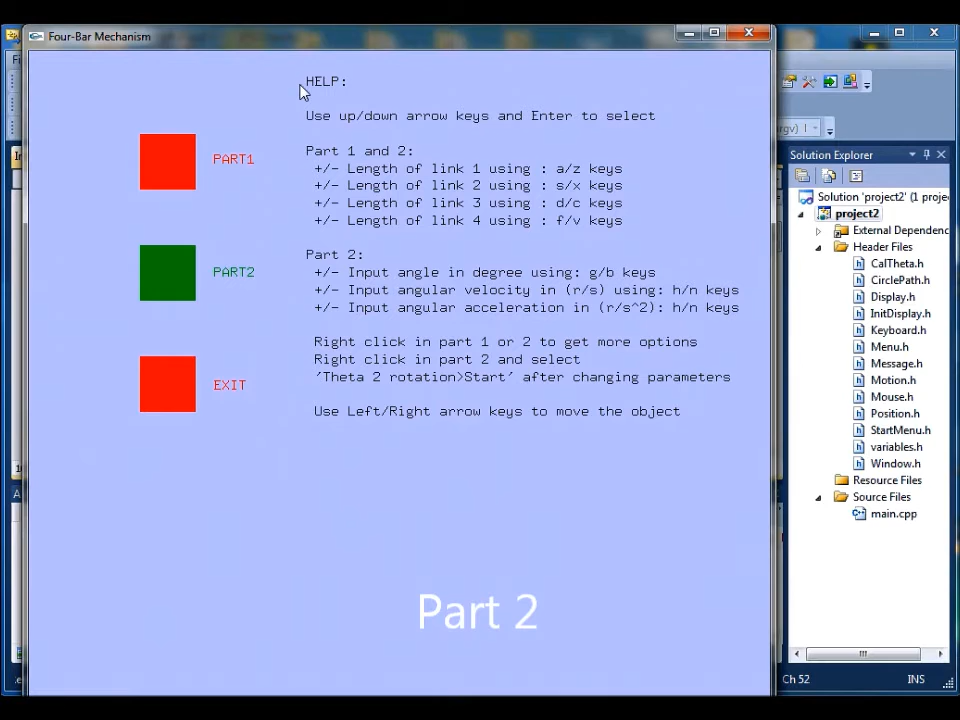 Four-Bar Mechanism
HELP:
Use up/down arrow keys and Enter to select
Part 1 and 2:
+/- Length of link 1 using : a/z keys
+/- Length of link 2 using : s/x keys
+/- Length of link 3 using : d/c keys
+/- Length of link 4 using : f/v keys
Part 2:
+/- Input angle in degree using: g/b keys
+/- Input angular velocity in (r/s) using: h/n keys
+/- Input angular acceleration in (r/s^2): h/n keys
Right click in part 1 or 2 to get more options
Right click in part 2 and select
'Theta 2 rotation>Start' after changing parameters
Use Left/Right arrow keys to move the object
PART1
PART2
EXIT
Part 2
Solution Explorer
Solution 'project2' (1 proje
project2
External Dependenc
Header Files
CalTheta.h
CirclePath.h
Display.h
InitDisplay.h
Keyboard.h
Menu.h
Message.h
Motion.h
Mouse.h
Position.h
StartMenu.h
variables.h
Window.h
Resource Files
Source Files
main.cpp
Ch 52
INS